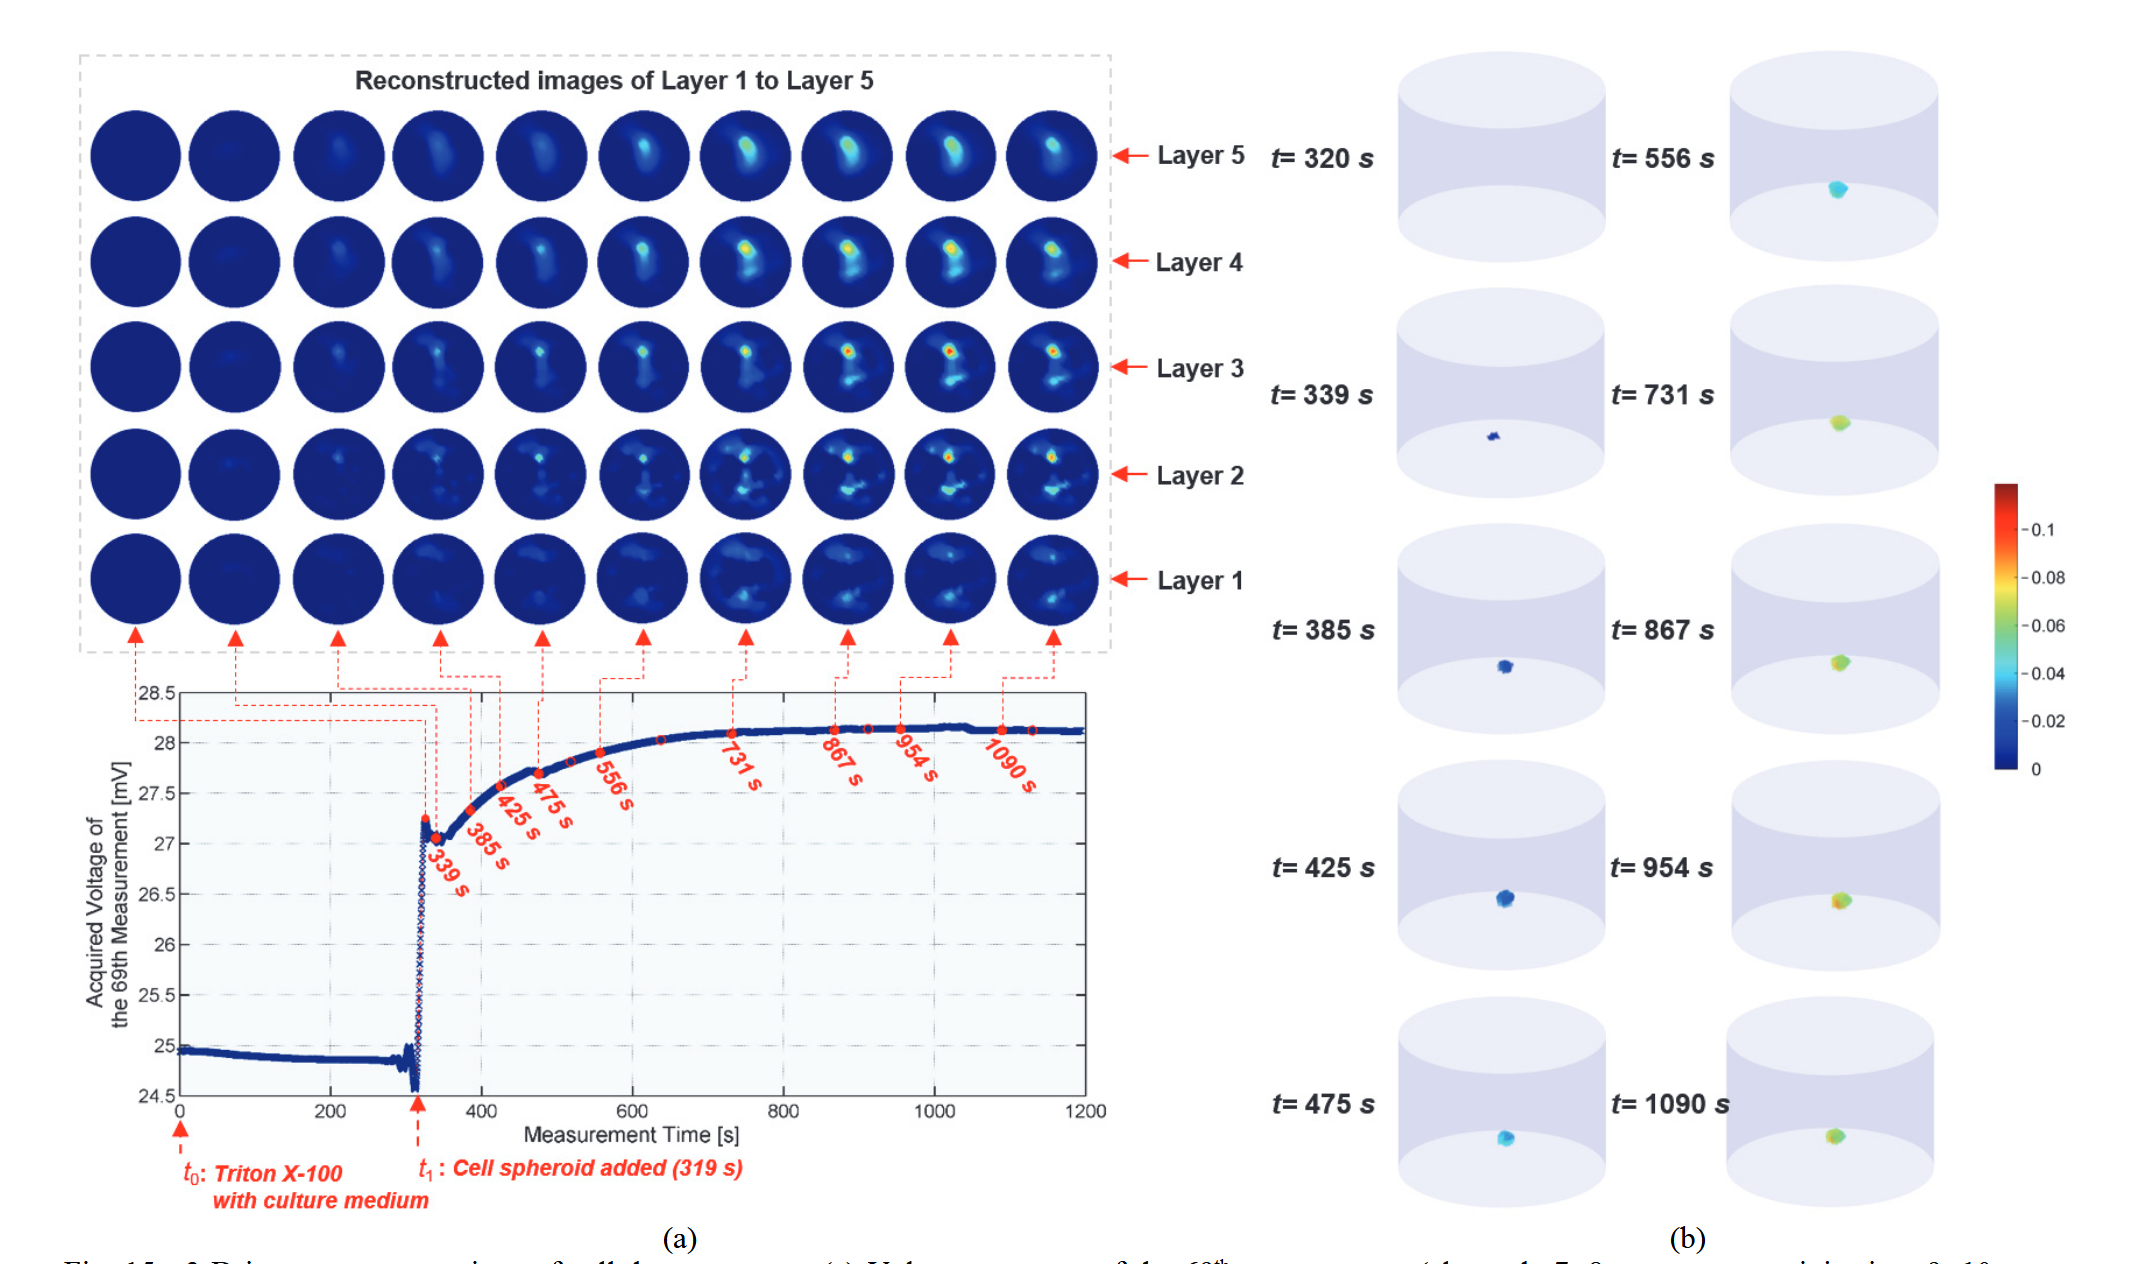 Reconstructed images of Layer 1 to Layer 5
Layer 5
Layer 4
Layer 3
Layer 2
Layer 1
28.5
28
27.5
27
26.5
26
25.5
25
24.5
0
200
400
600
800
1000
1200
Acquired Voltage of
the 69th Measurement [mV]
Measurement Time [s]
339 s
385 s
425 s
475 s
556 s
731 s
867 s
954 s
1090 s
t0: Triton X-100
with culture medium
t1 : Cell spheroid added (319 s)
(a)
t= 320 s
t= 556 s
t= 339 s
t= 731 s
t= 385 s
t= 867 s
t= 425 s
t= 954 s
t= 475 s
t= 1090 s
0.1
0.08
0.06
0.04
0.02
0
(b)